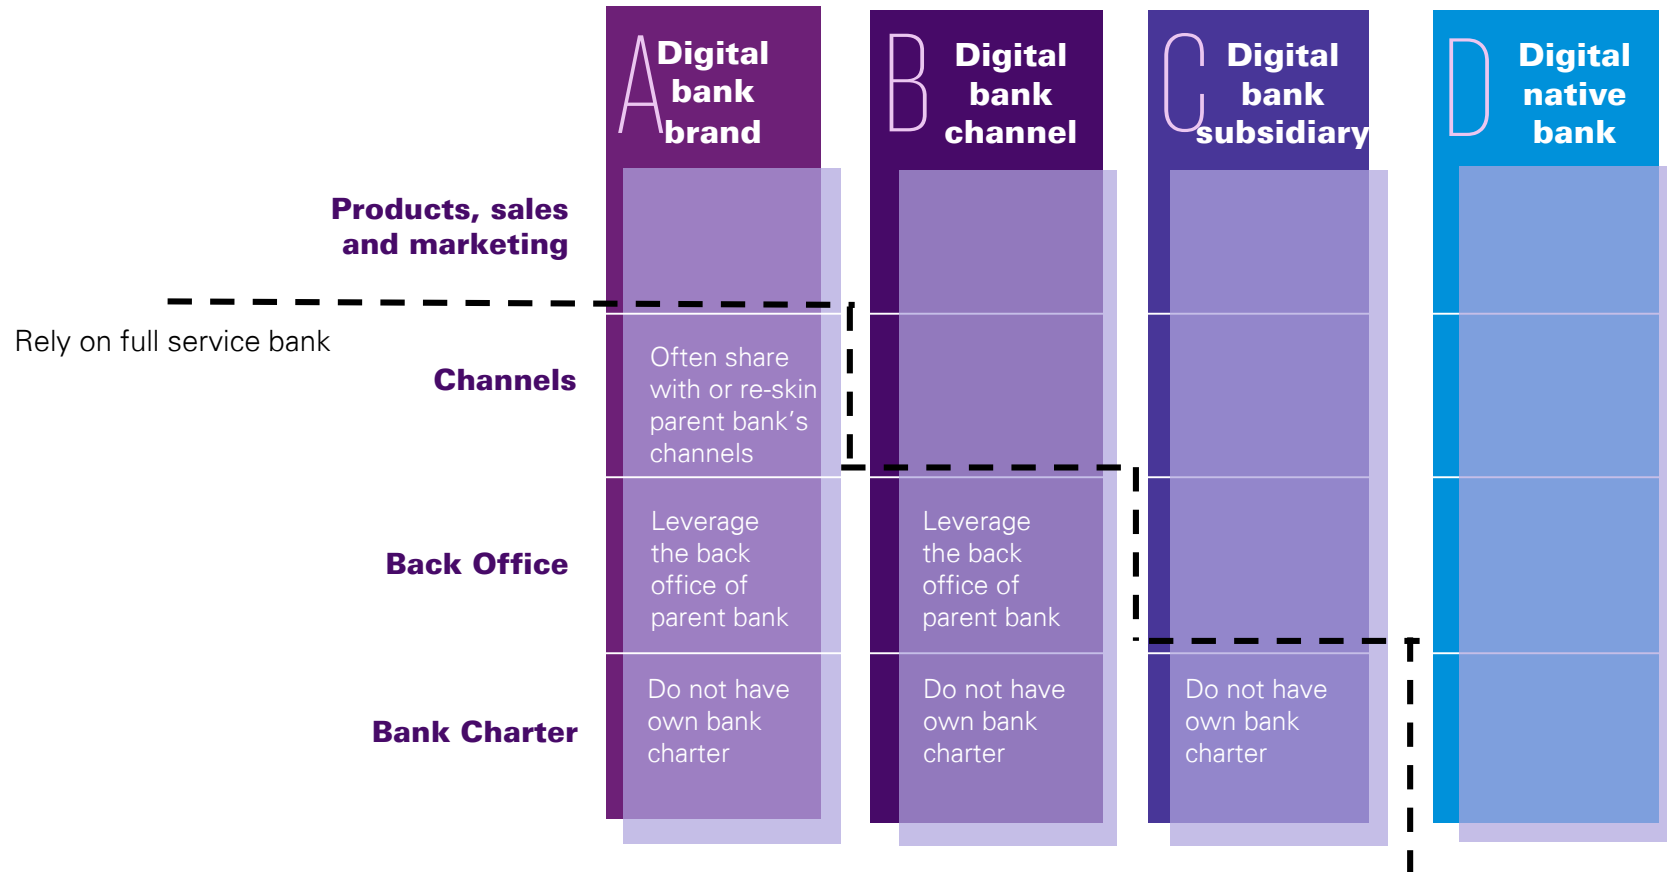 A
Digital
bank
brand
B
Digital
bank
channel
C
Digital
bank
subsidiary
D
Digital
native
bank
Products, sales
and marketing
Rely on full service bank
Channels
Often share
with or re-skin
parent bank’s
channels
Back Office
Leverage
the back
office of
parent bank
Leverage
the back
office of
parent bank
Bank Charter
Do not have
own bank
charter
Do not have
own bank
charter
Do not have
own bank
charter